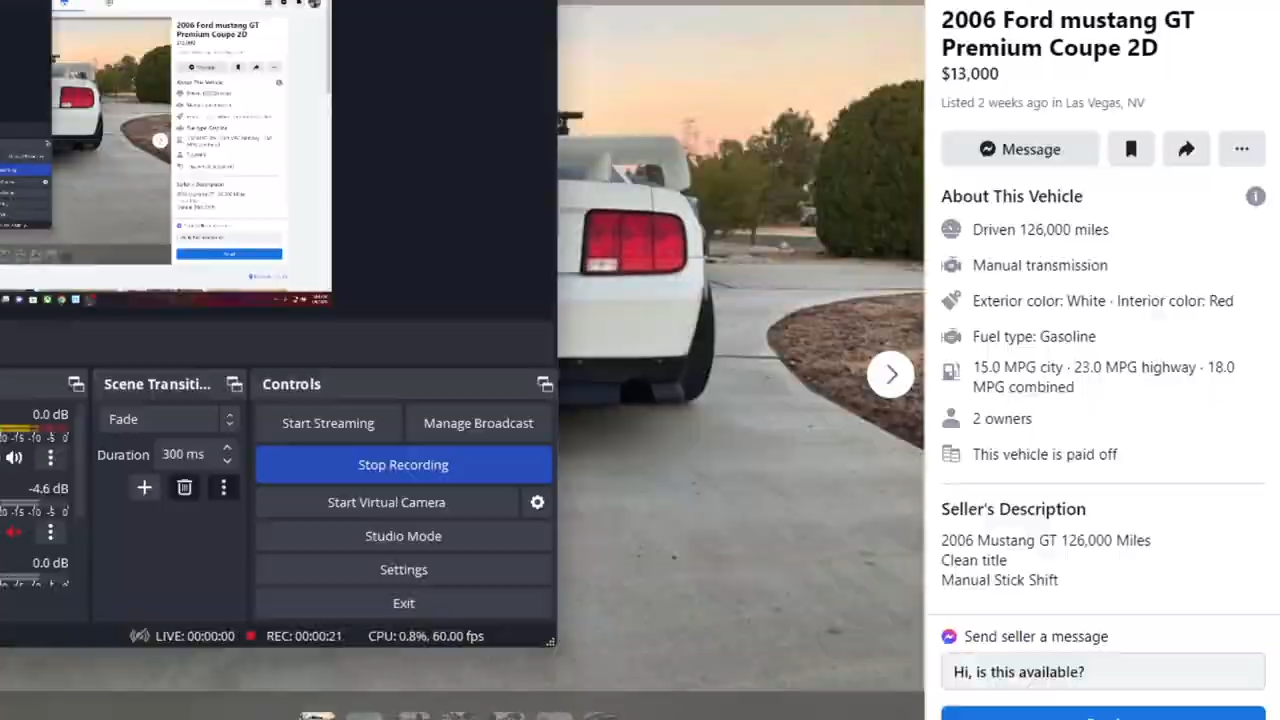 2006 Ford mustang GT
Premium Coupe 2D
$13,000
Listed 2 weeks ago in Las Vegas, NV
Message
About This Vehicle
Driven 126,000 miles
Manual transmission
Exterior color: White · Interior color: Red
Fuel type: Gasoline
15.0 MPG city · 23.0 MPG highway · 18.0
MPG combined
2 owners
This vehicle is paid off
Seller's Description
2006 Mustang GT 126,000 Miles
Clean title
Manual Stick Shift
Send seller a message
Hi, is this available?
2006 Ford mustang GT
Premium Coupe 2D
$13,000
Message
About This Vehicle
Scene Transiti...
Controls
0.0 dB
Fade
Start Streaming
Manage Broadcast
Duration
300 ms
Stop Recording
-4.6 dB
Start Virtual Camera
Studio Mode
0.0 dB
Settings
Exit
LIVE: 00:00:00
REC: 00:00:21
CPU: 0.8%, 60.00 fps